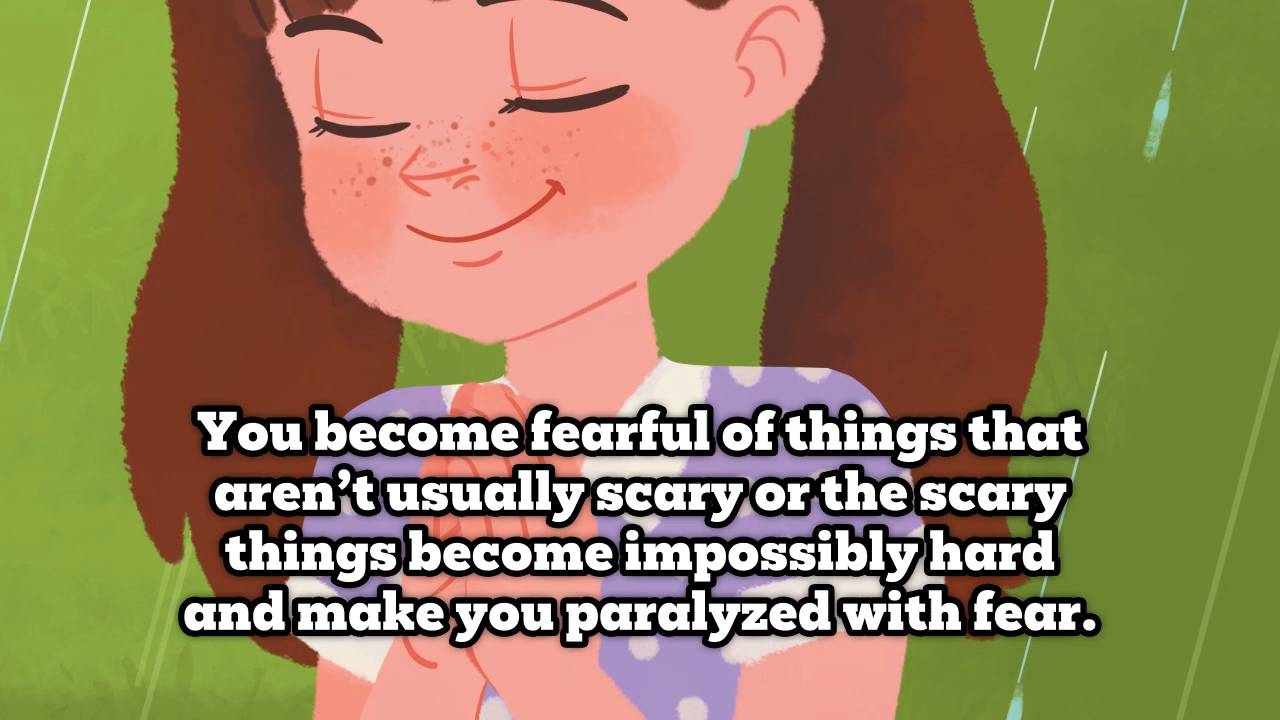 You become fearful of things that
aren’t usually scary or the scary
things become impossibly hard
and make you paralyzed with fear.